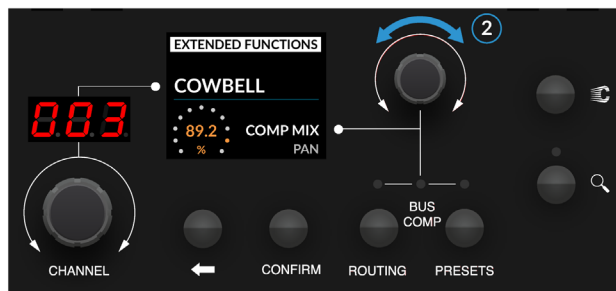 EXTENDED FUNCTIONS
2
COWBELL
003
89.2
%
COMP MIX
PAN
BUS
COMP
CHANNEL
CONFIRM
ROUTING
PRESETS